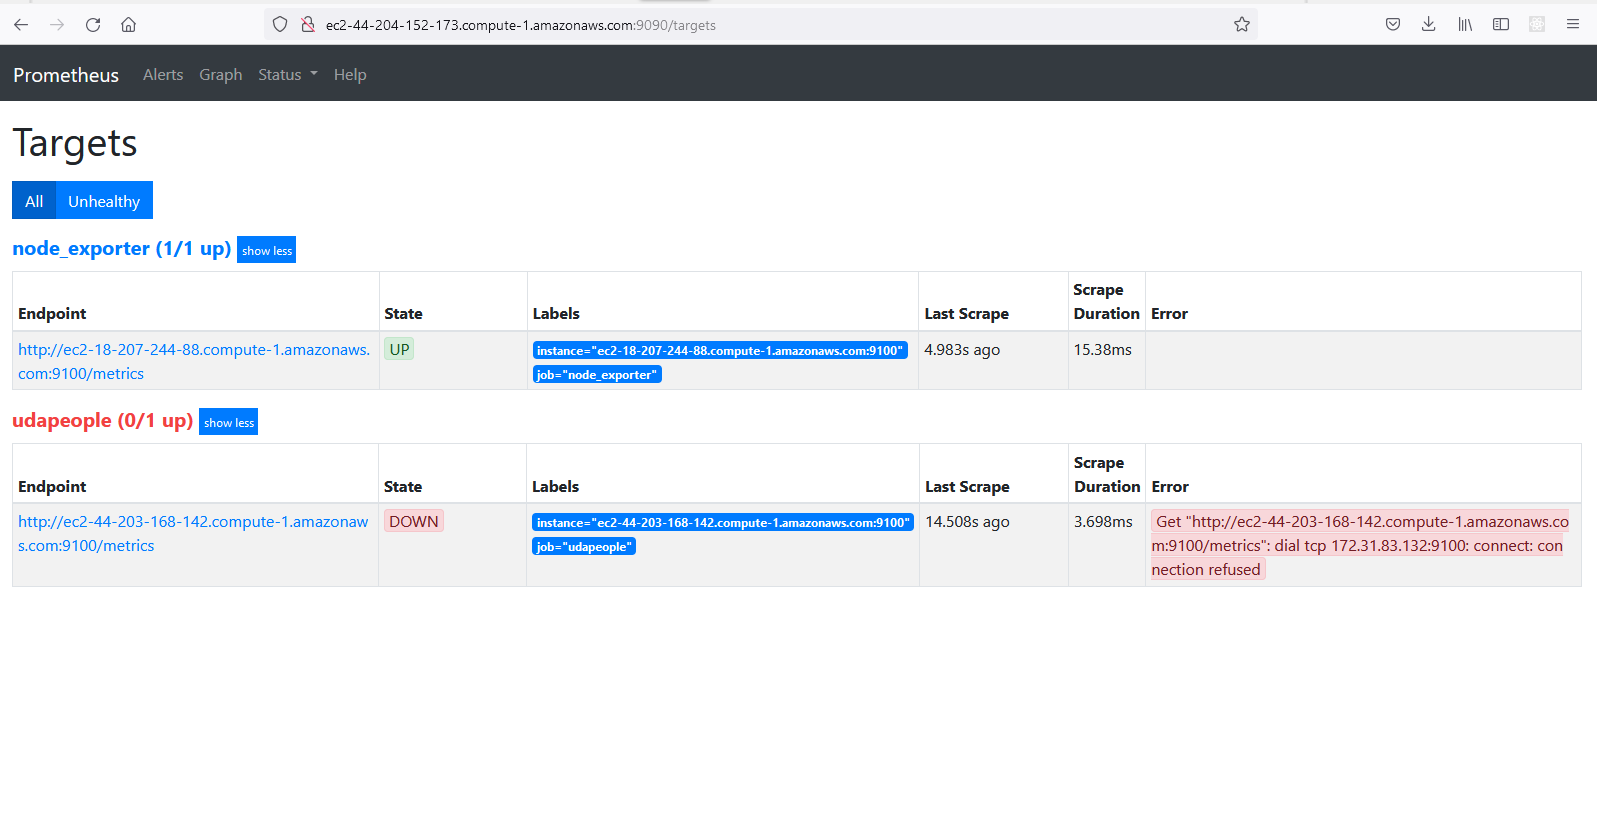 ec2-44-204-152-173.compute-1.amazonaws.com:9090/targets
Prometheus Alerts Graph Status Help
Targets
All Unhealthy
node_exporter (1/1 up) show less
Endpoint State Labels Last Scrape Scrape Duration Error
http://ec2-18-207-244-88.compute-1.amazonaws.
com:9100/metrics
UP
instance="ec2-18-207-244-88.compute-1.amazonaws.com:9100"
job="node_exporter"
4.983s ago
15.38ms
udapeople (0/1 up) show less
Endpoint State Labels Last Scrape Scrape Duration Error
http://ec2-44-203-168-142.compute-1.amazonaw
s.com:9100/metrics
DOWN
instance="ec2-44-203-168-142.compute-1.amazonaws.com:9100"
job="udapeople"
14.508s ago
3.698ms
Get "http://ec2-44-203-168-142.compute-1.amazonaws.co
m:9100/metrics": dial tcp 172.31.83.132:9100: connect: con
nection refused